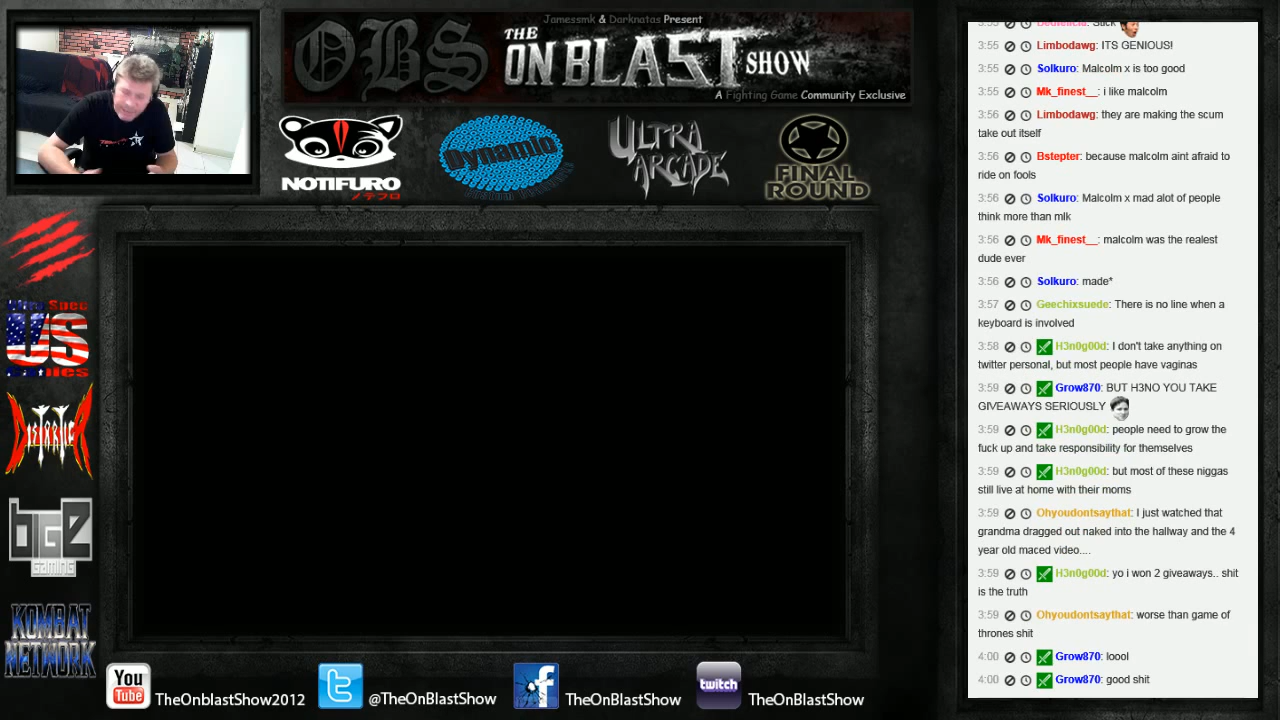 Jamessmk & Darknatas Present
OBS THE ON BLAST SHOW
A Fighting Game Community Exclusive
NOTIFURO
ノチフロ
Dynamic
ULTRA ARCADE
FINAL ROUND
US
BIGE
GAMING
KOMBAT
NETWORK
You Tube TheOnblastShow2012
@TheOnBlastShow
TheOnBlastShow
twitch TheOnBlastShow
3:55 Limbodawg: ITS GENIOUS!
3:55 Solkuro: Malcolm x is too good
3:55 Mk_finest__: i like malcolm
3:56 Limbodawg: they are making the scum
take out itself
3:56 Bstepter: because malcolm aint afraid to
ride on fools
3:56 Solkuro: Malcolm x mad alot of people
think more than mlk
3:56 Mk_finest__: malcolm was the realest
dude ever
3:56 Solkuro: made*
3:57 Geechixsuede: There is no line when a
keyboard is involved
3:58 H3n0g00d: I don't take anything on
twitter personal, but most people have vaginas
3:59 Grow870: BUT H3NO YOU TAKE
GIVEAWAYS SERIOUSLY
3:59 H3n0g00d: people need to grow the
fuck up and take responsibility for themselves
3:59 H3n0g00d: but most of these niggas
still live at home with their moms
3:59 Ohyoudontsaythat: I just watched that
grandma dragged out naked into the hallway and the 4
year old maced video....
3:59 H3n0g00d: yo i won 2 giveaways.. shit
is the truth
3:59 Ohyoudontsaythat: worse than game of
thrones shit
4:00 Grow870: loool
4:00 Grow870: good shit